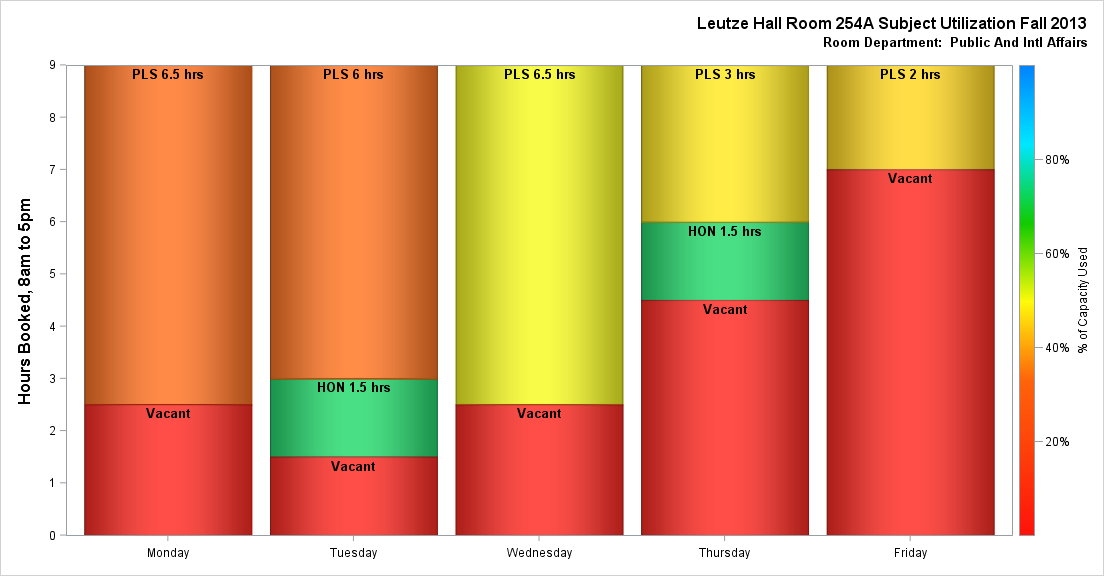 Leutze Hall Room 254A Subject Utilization Fall 2013
Room Department:  Public And Intl Affairs
Hours Booked, 8am to 5pm
9
8
7
6
5
4
3
2
1
0
PLS 6.5 hrs
Vacant
PLS 6 hrs
HON 1.5 hrs
Vacant
PLS 6.5 hrs
Vacant
PLS 3 hrs
HON 1.5 hrs
Vacant
PLS 2 hrs
Vacant
Monday
Tuesday
Wednesday
Thursday
Friday
80%
60%
40%
20%
% of Capacity Used